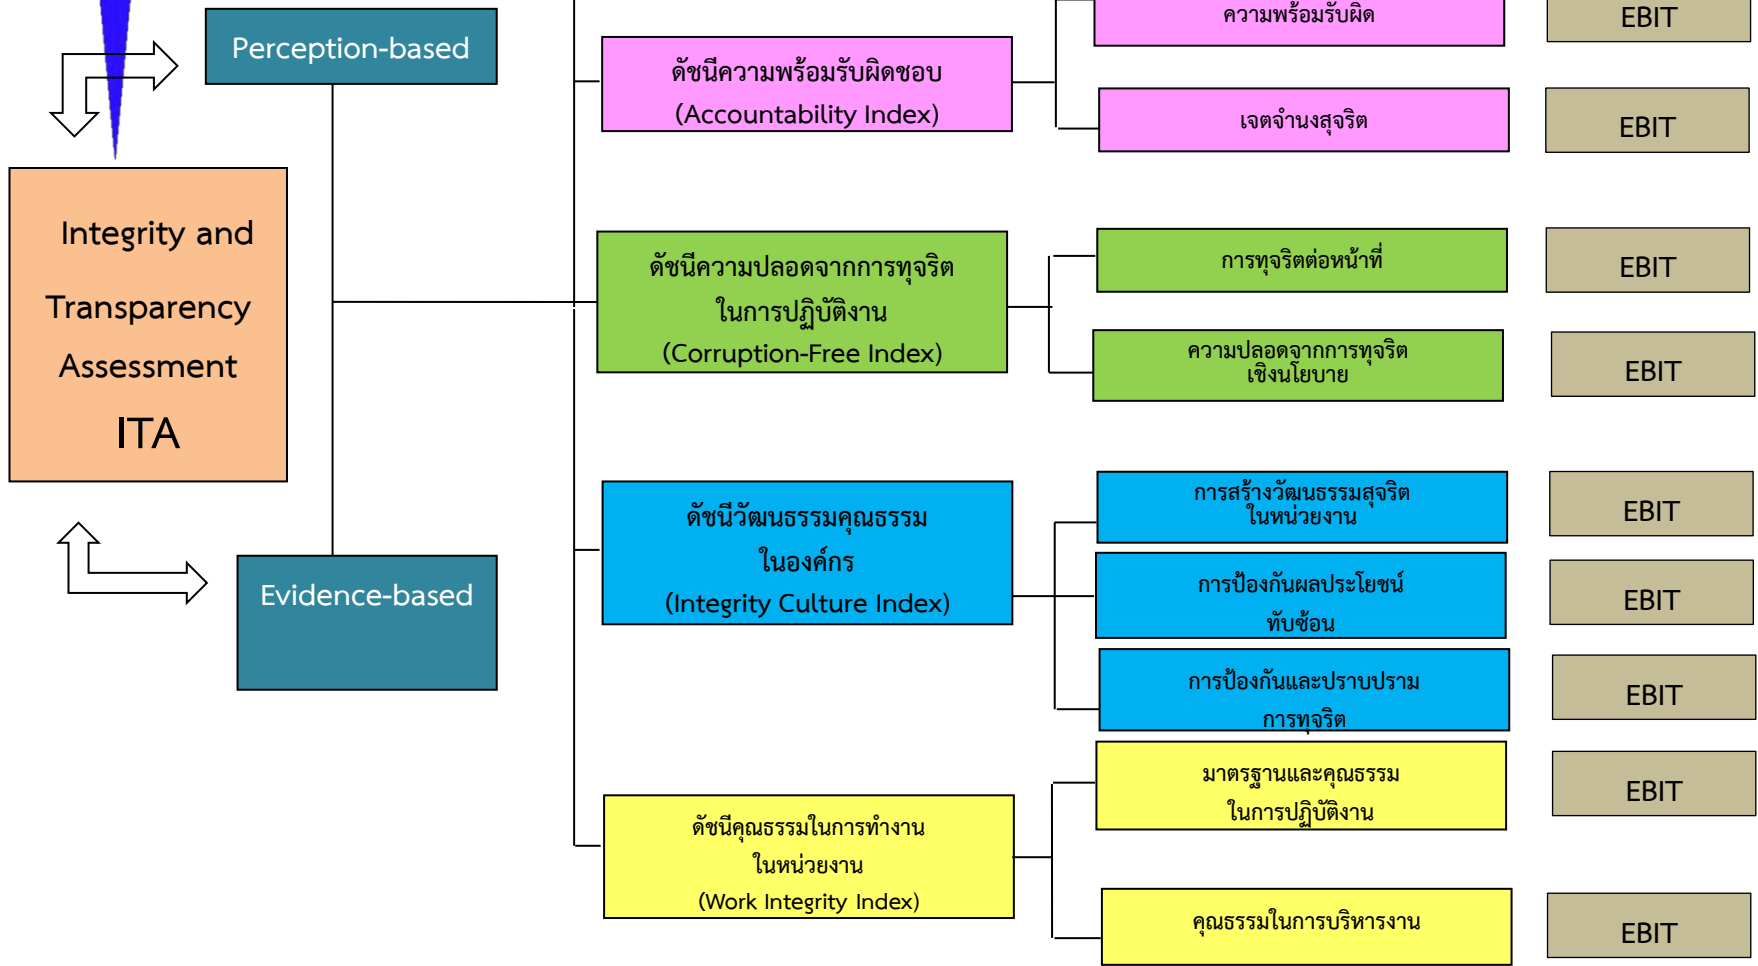 ความพร้อมรับผิด
EBIT
Perception-based
ดัชนีความพร้อมรับผิดชอบ
(Accountability Index)
เจตจำนงสุจริต
EBIT
Integrity and
Transparency
Assessment
ITA
ดัชนีความปลอดจากการทุจริต
ในการปฏิบัติงาน
(Corruption-Free Index)
การทุจริตต่อหน้าที่
EBIT
ความปลอดจากการทุจริต
เชิงนโยบาย
EBIT
ดัชนีวัฒนธรรมคุณธรรม
ในองค์กร
(Integrity Culture Index)
การสร้างวัฒนธรรมสุจริต
ในหน่วยงาน
EBIT
Evidence-based
การป้องกันผลประโยชน์
ทับซ้อน
EBIT
การป้องกันและปราบปราม
การทุจริต
EBIT
ดัชนีคุณธรรมในการทำงาน
ในหน่วยงาน
(Work Integrity Index)
มาตรฐานและคุณธรรม
ในการปฏิบัติงาน
EBIT
คุณธรรมในการบริหารงาน
EBIT